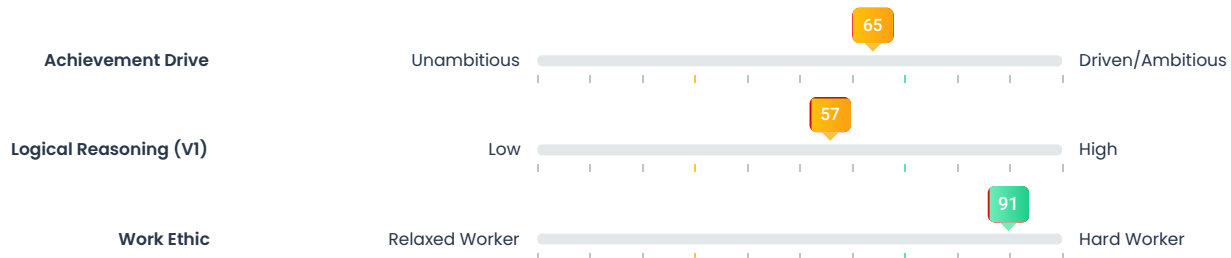 65
Achievement Drive Unambitious Driven/Ambitious
57
Logical Reasoning (V1) Low High
91
Work Ethic Relaxed Worker Hard Worker